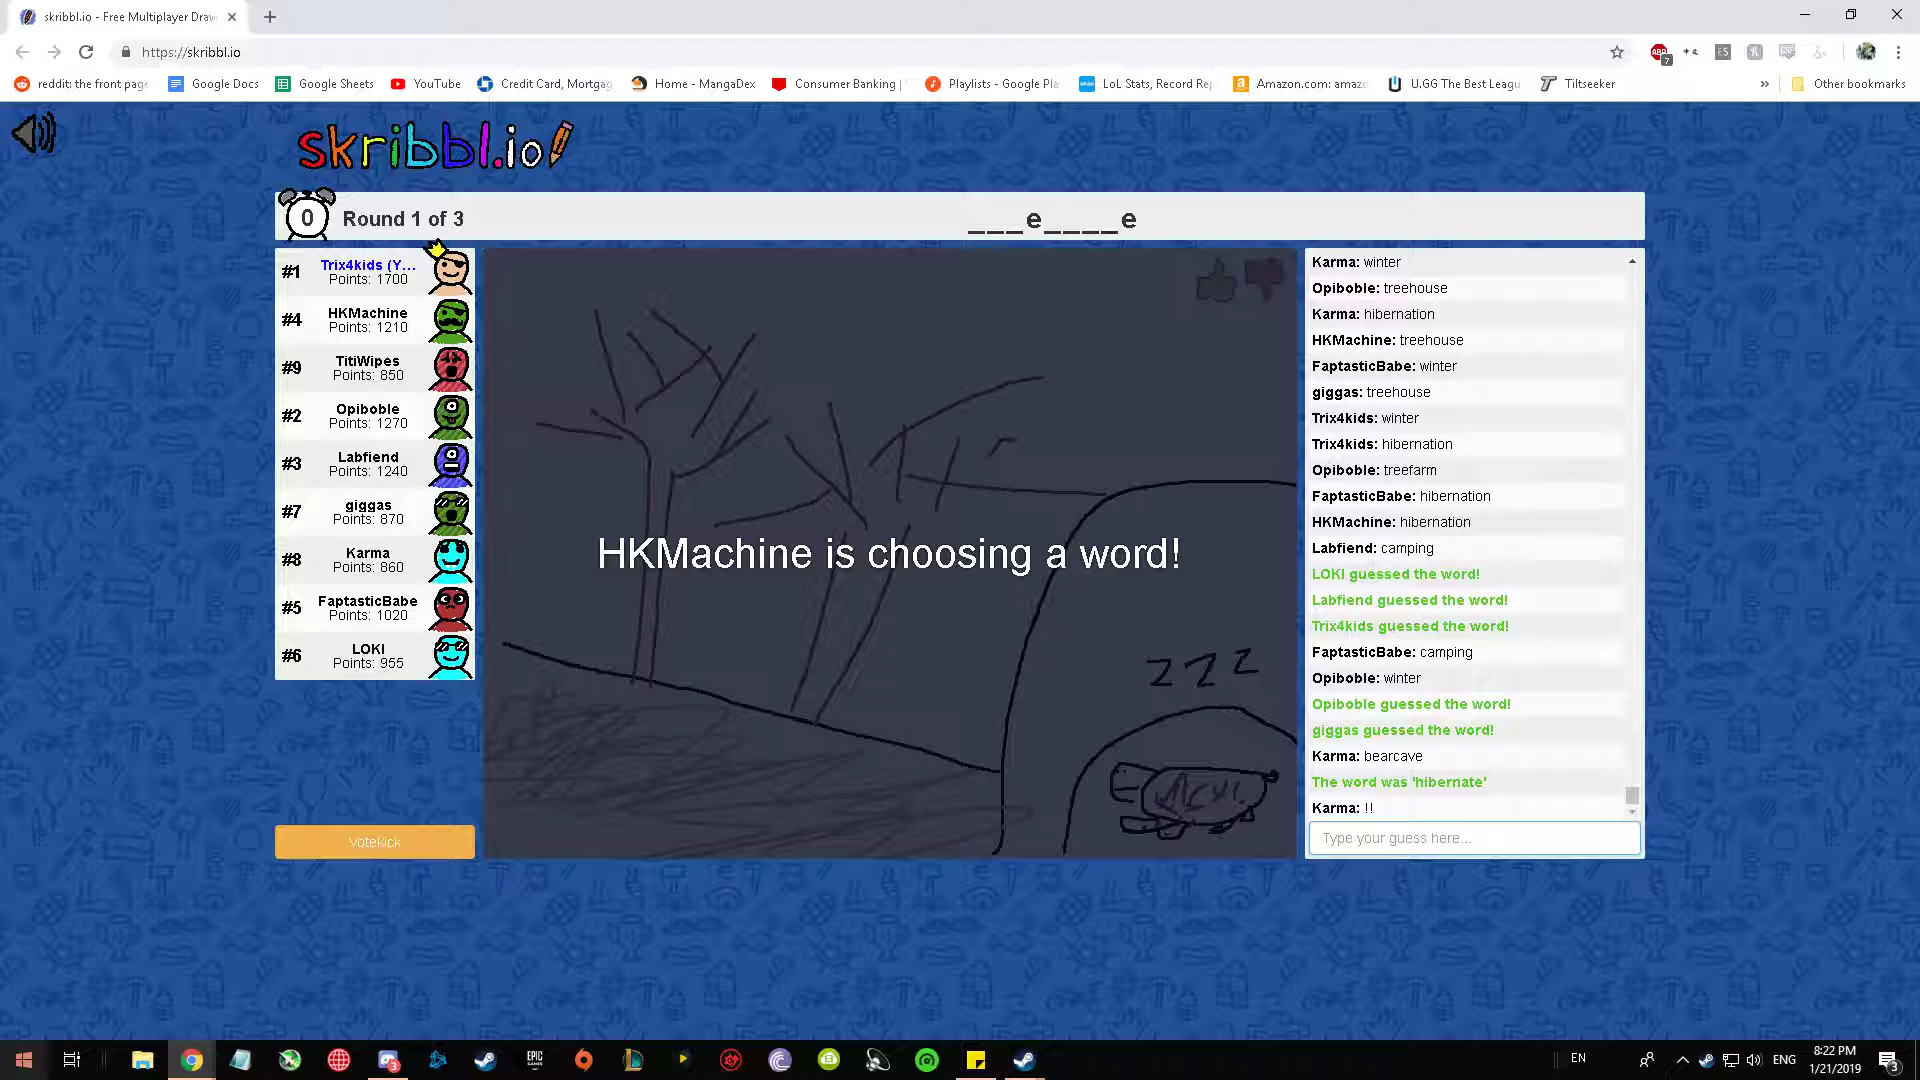 skribbl.io - Free Multiplayer Draw
https://skribbl.io
7
ES
reddit: the front page
Google Docs
Google Sheets
YouTube
Credit Card, Mortgag
Home - MangaDex
Consumer Banking |
Playlists - Google Pla
LoL Stats, Record Rep
Amazon.com: amazo
U.GG The Best Leagu
Tiltseeker
»
Other bookmarks
skribbl.io
0
Round 1 of 3
___e____e
#1
Trix4kids (Y...
Points: 1700
#4
HKMachine
Points: 1210
#9
TitiWipes
Points: 850
#2
Opiboble
Points: 1270
#3
Labfiend
Points: 1240
#7
giggas
Points: 870
#8
Karma
Points: 860
#5
FaptasticBabe
Points: 1020
#6
LOKI
Points: 955
Votekick
HKMachine is choosing a word!
z z z
Karma: winter
Opiboble: treehouse
Karma: hibernation
HKMachine: treehouse
FaptasticBabe: winter
giggas: treehouse
Trix4kids: winter
Trix4kids: hibernation
Opiboble: treefarm
FaptasticBabe: hibernation
HKMachine: hibernation
Labfiend: camping
LOKI guessed the word!
Labfiend guessed the word!
Trix4kids guessed the word!
FaptasticBabe: camping
Opiboble: winter
Opiboble guessed the word!
giggas guessed the word!
Karma: bearcave
The word was 'hibernate'
Karma: !!
Type your guess here...
EPIC
GAMES
3
EN
ENG
8:22 PM
1/21/2019
3